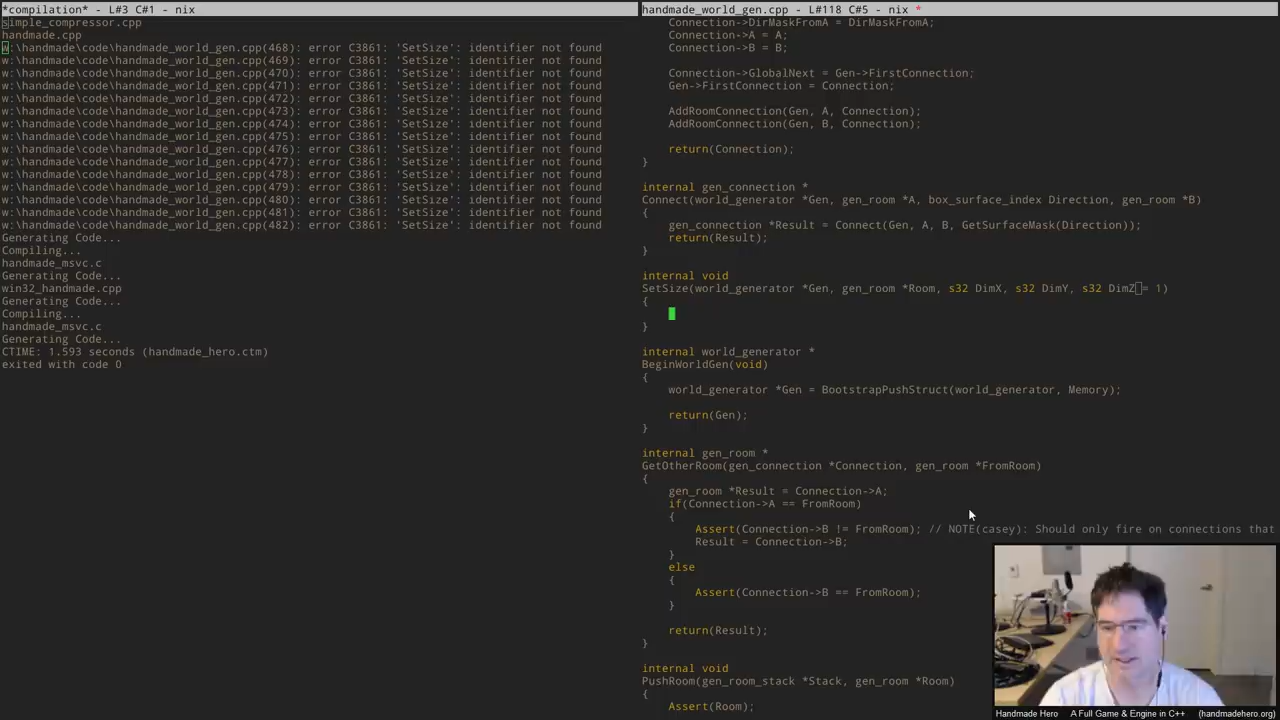 *compilation* - L#3 C#1 - nix
simple_compressor.cpp
handmade.cpp
w:\handmade\code\handmade_world_gen.cpp(468): error C3861: 'SetSize': identifier not found
w:\handmade\code\handmade_world_gen.cpp(469): error C3861: 'SetSize': identifier not found
w:\handmade\code\handmade_world_gen.cpp(470): error C3861: 'SetSize': identifier not found
w:\handmade\code\handmade_world_gen.cpp(471): error C3861: 'SetSize': identifier not found
w:\handmade\code\handmade_world_gen.cpp(472): error C3861: 'SetSize': identifier not found
w:\handmade\code\handmade_world_gen.cpp(473): error C3861: 'SetSize': identifier not found
w:\handmade\code\handmade_world_gen.cpp(474): error C3861: 'SetSize': identifier not found
w:\handmade\code\handmade_world_gen.cpp(475): error C3861: 'SetSize': identifier not found
w:\handmade\code\handmade_world_gen.cpp(476): error C3861: 'SetSize': identifier not found
w:\handmade\code\handmade_world_gen.cpp(477): error C3861: 'SetSize': identifier not found
w:\handmade\code\handmade_world_gen.cpp(478): error C3861: 'SetSize': identifier not found
w:\handmade\code\handmade_world_gen.cpp(479): error C3861: 'SetSize': identifier not found
w:\handmade\code\handmade_world_gen.cpp(480): error C3861: 'SetSize': identifier not found
w:\handmade\code\handmade_world_gen.cpp(481): error C3861: 'SetSize': identifier not found
w:\handmade\code\handmade_world_gen.cpp(482): error C3861: 'SetSize': identifier not found
Generating Code...
Compiling...
handmade_msvc.c
Generating Code...
win32_handmade.cpp
Generating Code...
Compiling...
handmade_msvc.c
Generating Code...
CTIME: 1.593 seconds (handmade_hero.ctm)
exited with code 0
handmade_world_gen.cpp - L#118 C#5 - nix *
Connection->DirMaskFromA = DirMaskFromA;
Connection->A = A;
Connection->B = B;
Connection->GlobalNext = Gen->FirstConnection;
Gen->FirstConnection = Connection;
AddRoomConnection(Gen, A, Connection);
AddRoomConnection(Gen, B, Connection);
return(Connection);
}
internal gen_connection *
Connect(world_generator *Gen, gen_room *A, box_surface_index Direction, gen_room *B)
{
gen_connection *Result = Connect(Gen, A, B, GetSurfaceMask(Direction));
return(Result);
}
internal void
SetSize(world_generator *Gen, gen_room *Room, s32 DimX, s32 DimY, s32 DimZ = 1)
{
}
internal world_generator *
BeginWorldGen(void)
{
world_generator *Gen = BootstrapPushStruct(world_generator, Memory);
return(Gen);
}
internal gen_room *
GetOtherRoom(gen_connection *Connection, gen_room *FromRoom)
{
gen_room *Result = Connection->A;
if(Connection->A == FromRoom)
{
Assert(Connection->B != FromRoom); // NOTE(casey): Should only fire on connections that
Result = Connection->B;
}
else
{
Assert(Connection->B == FromRoom);
}
return(Result);
}
internal void
PushRoom(gen_room_stack *Stack, gen_room *Room)
{
Assert(Room);
Handmade Hero A Full Game & Engine in C++ (handmadehero.org)